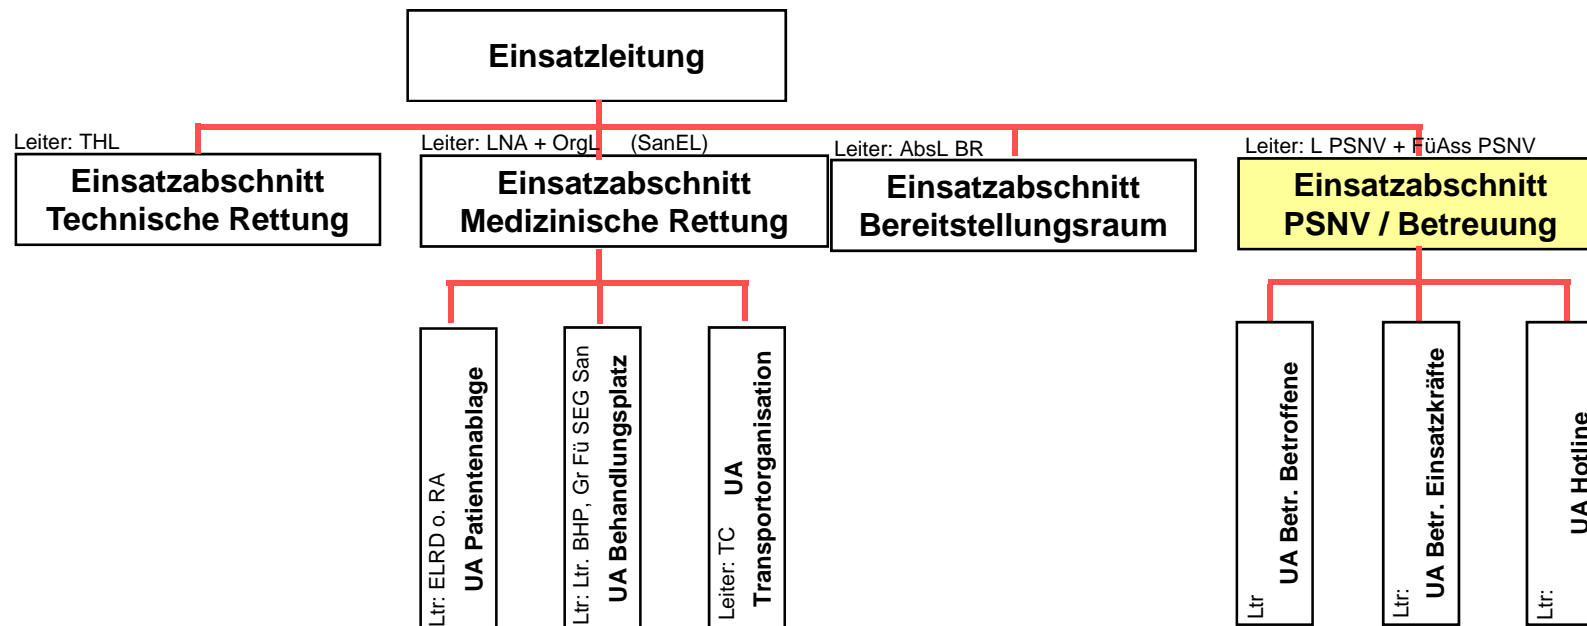 Einsatzleitung
Leiter: THL
Einsatzabschnitt
Technische Rettung
Leiter: LNA + OrgL (SanEL)
Einsatzabschnitt
Medizinische Rettung
Leiter: AbsL BR
Einsatzabschnitt
Bereitstellungsraum
Leiter: L PSNV + FüAss PSNV
Einsatzabschnitt
PSNV / Betreuung
Ltr: ELRD o. RA
UA Patientenablage
Ltr: Ltr. BHP, Gr Fü SEG San
UA Behandlungsplatz
Leiter: TC UA
Transportorganisation
Ltr
UA Betr. Betroffene
Ltr:
UA Betr. Einsatzkräfte
Ltr:
UA Hotline